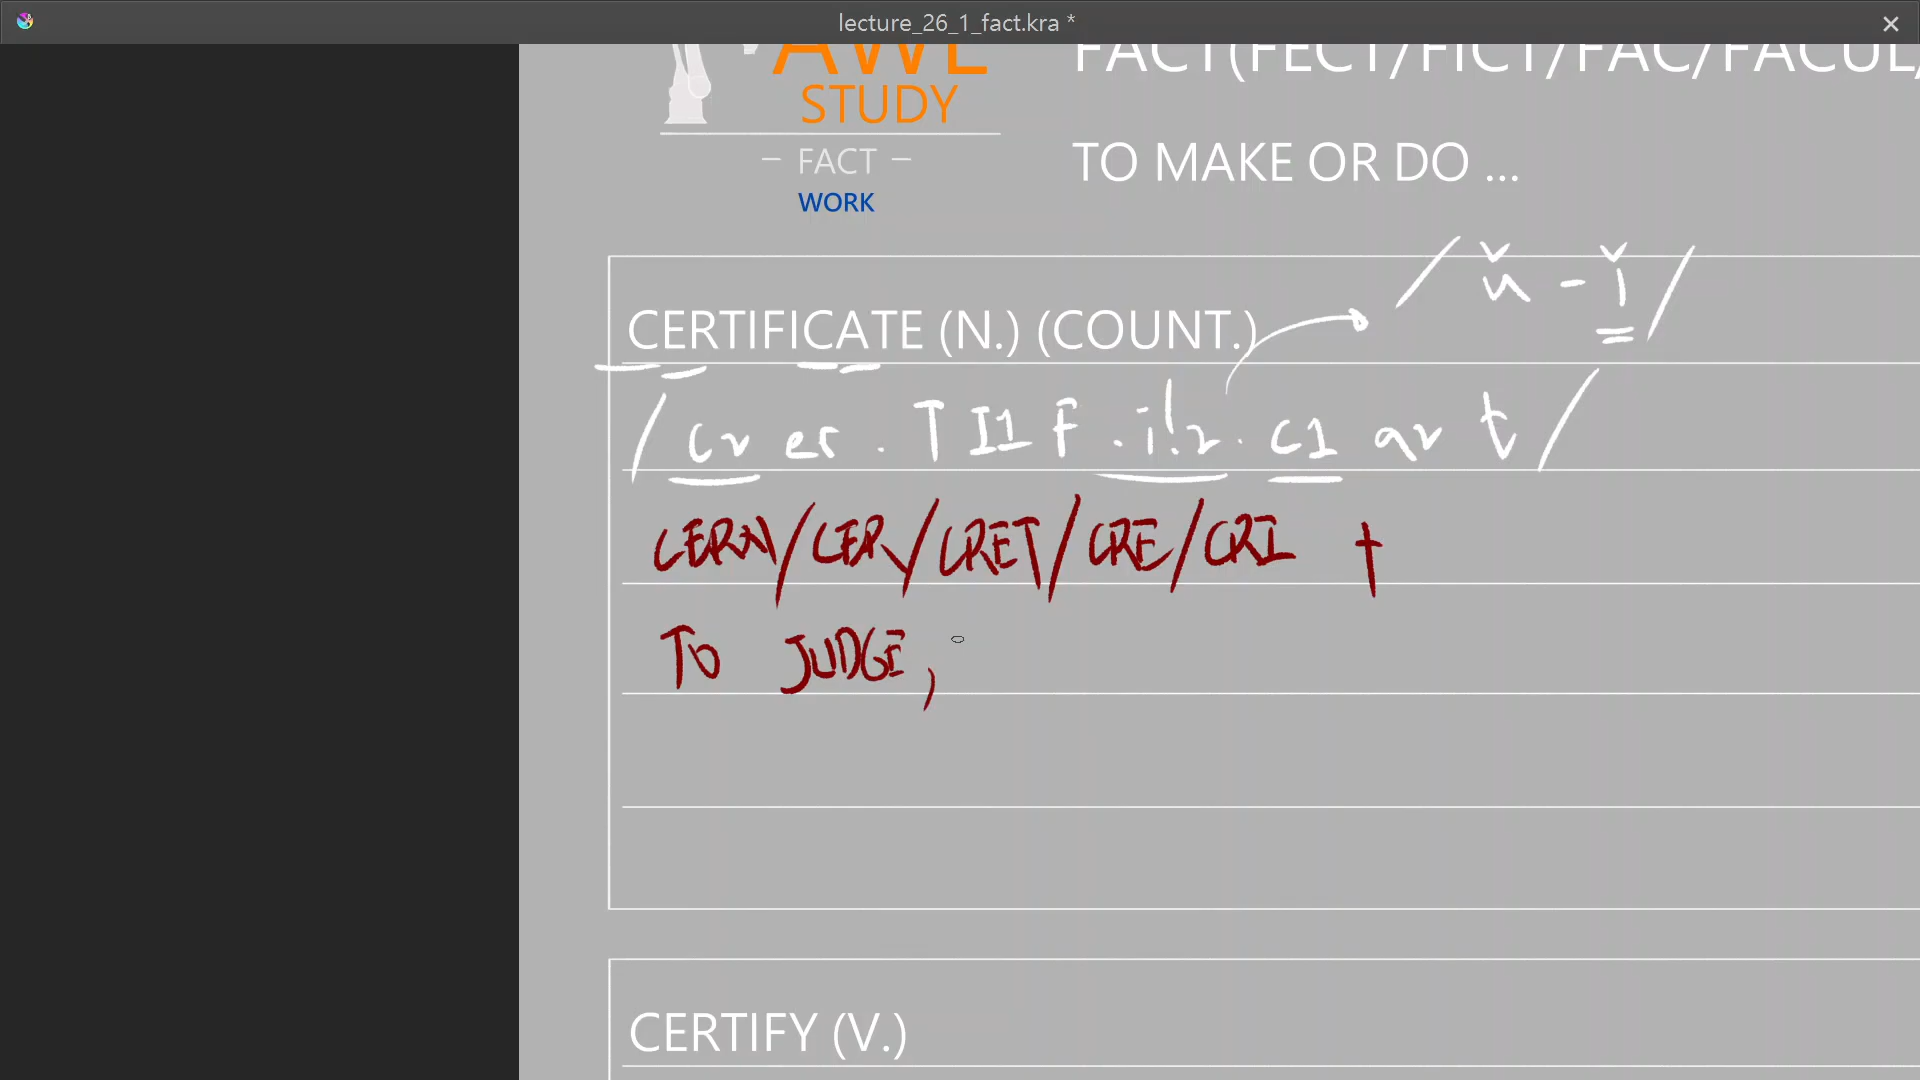 lecture_26_1_fact.kra *
AWL
STUDY
— FACT —
WORK
FACT(FECT/FICT/FAC/FACUL/
TO MAKE OR DO ...
CERTIFICATE (N.) (COUNT.)
CERN/CER/CRET/CRE/CRI +
TO JUDGE,
CERTIFY (V.)